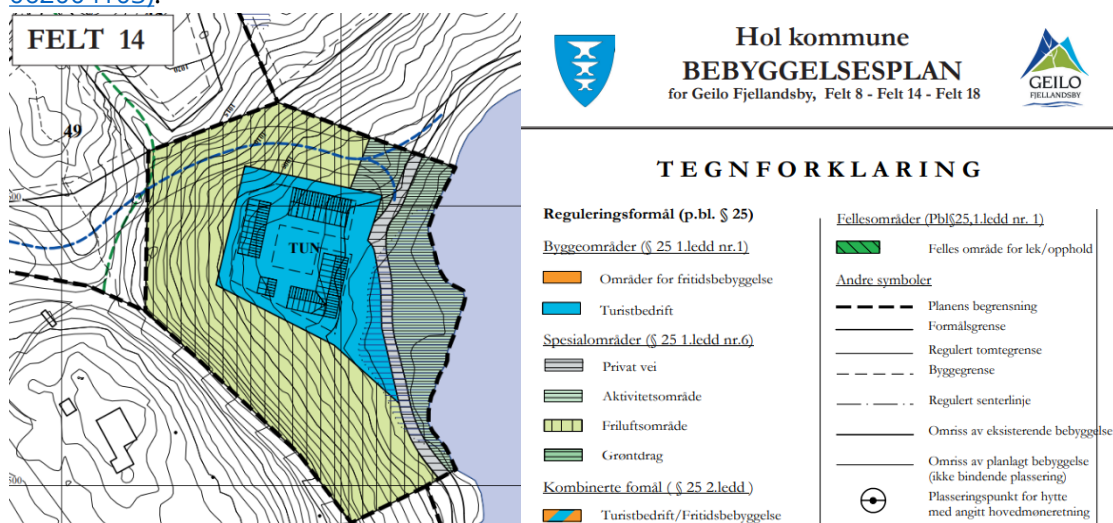 062004103).
FELT 14
49
TUN
Hol kommune
BEBYGGELSESPLAN
for Geilo Fjellandsby, Felt 8 - Felt 14 - Felt 18
GEILO
FJELLANDSBY
TEGNFORKLARING
Reguleringsformål (p.bl. § 25)
Byggeområder (§ 25 1.ledd nr.1)
Områder for fritidsbebyggelse
Turistbedrift
Spesialområder (§ 25 1.ledd nr.6)
Privat vei
Aktivitetsområde
Friluftsområde
Grøntdrag
Kombinerte fomål ( § 25 2.ledd )
Turistbedrift/Fritidsbebyggelse
Fellesområder (Pbl§25,1.ledd nr. 1)
Felles område for lek/opphold
Andre symboler
Planens begrensning
Formålsgrense
Regulert tomtegrense
Byggegrense
Regulert senterlinje
Omriss av eksisterende bebyggelse
Omriss av planlagt bebyggelse
(ikke bindende plassering)
Plasseringspunkt for hytte
med angitt hovedmøneretning